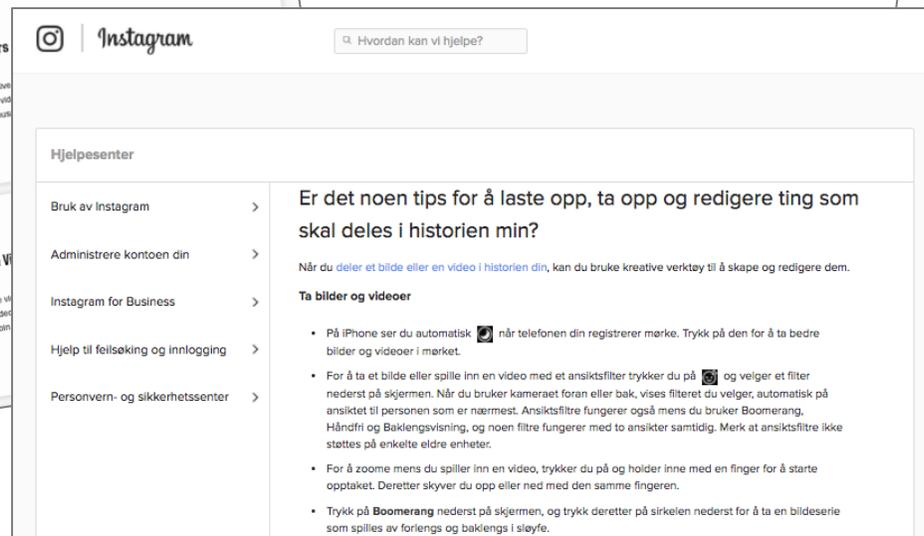 Instagram
Hvordan kan vi hjelpe?
Hjelpesenter
Bruk av Instagram
Administrere kontoen din
Instagram for Business
Hjelp til feilsøking og innlogging
Personvern- og sikkerhetssenter
Er det noen tips for å laste opp, ta opp og redigere ting som
skal deles i historien min?
Når du deler et bilde eller en video i historien din, kan du bruke kreative verktøy til å skape og redigere dem.
Ta bilder og videoer
• På iPhone ser du automatisk når telefonen din registrerer mørke. Trykk på den for å ta bedre
bilder og videoer i mørket.
• For å ta et bilde eller spille inn en video med et ansiktsfilter trykker du på og velger et filter
nederst på skjermen. Når du bruker kameraet foran eller bak, vises filteret du velger, automatisk på
ansiktet til personen som er nærmest. Ansiktsfiltre fungerer også mens du bruker Boomerang,
Håndfri og Baklengsvisning, og noen filtre fungerer med to ansikter samtidig. Merk at ansiktsfiltre ikke
støttes på enkelte eldre enheter.
• For å zoome mens du spiller inn en video, trykker du på og holder inne med en finger for å starte
opptaket. Deretter skyver du opp eller ned med den samme fingeren.
• Trykk på Boomerang nederst på skjermen, og trykk deretter på sirkelen nederst for å ta en bildeserie
som spilles av forlengs og baklengs i sløyfe.